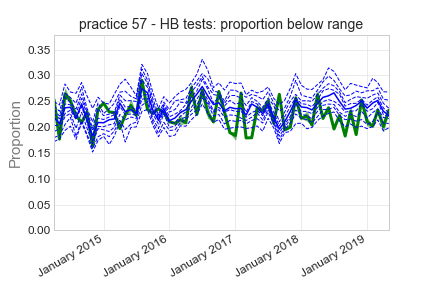 practice 57 - HB tests: proportion below range
Proportion
0.35
0.30
0.25
0.20
0.15
0.10
0.05
0.00
January 2015
January 2016
January 2017
January 2018
January 2019